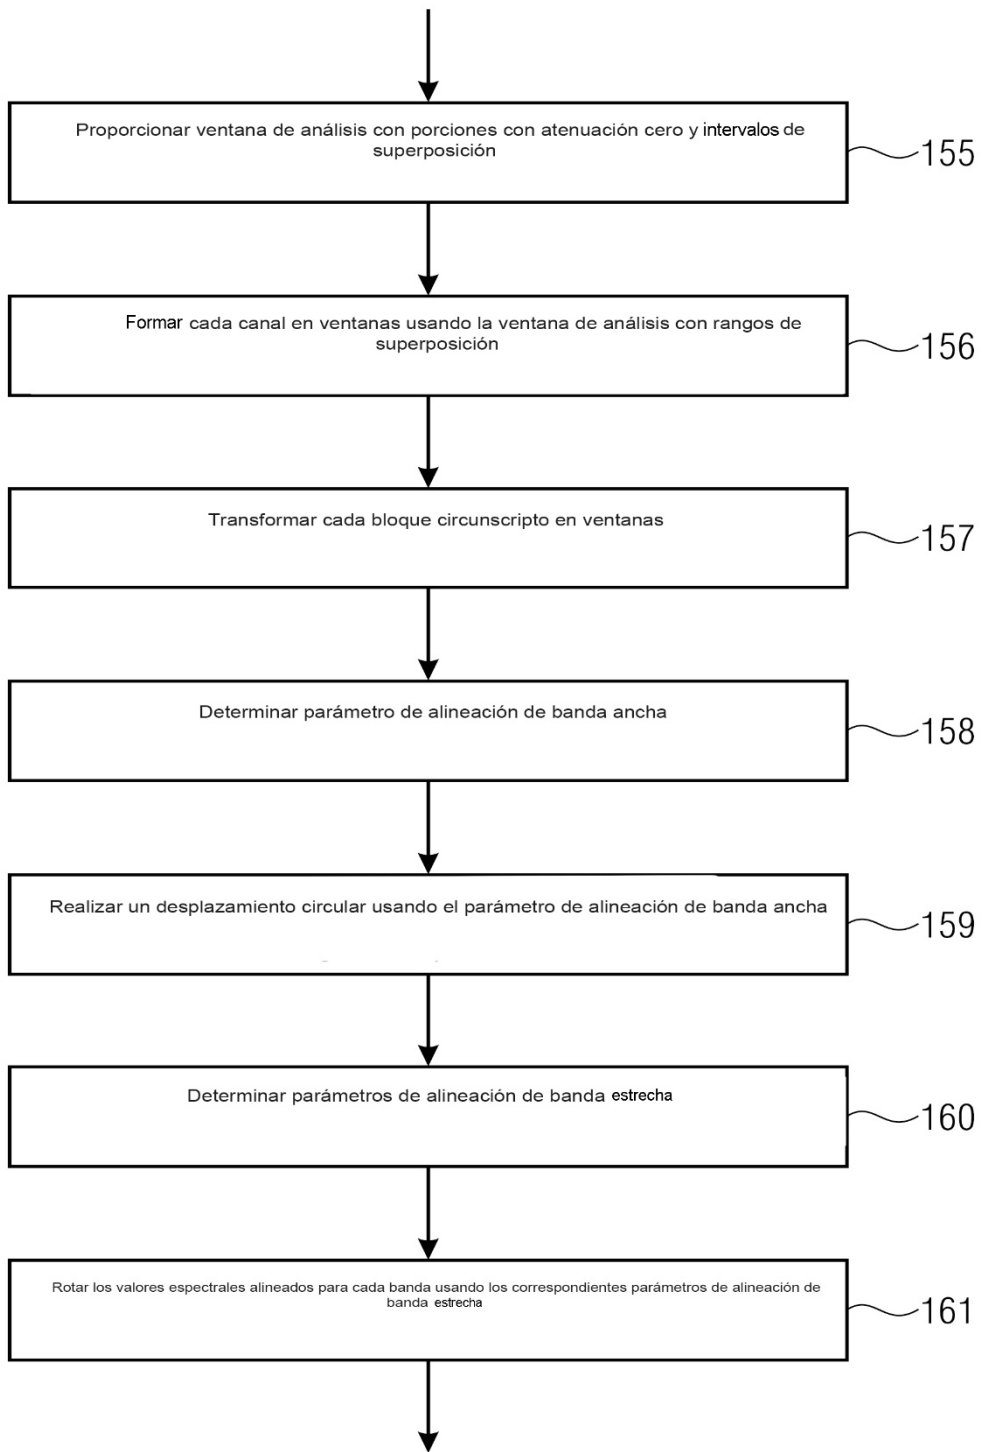 Proporcionar ventana de análisis con porciones con atenuación cero y intervalos de
superposición
155
Formar cada canal en ventanas usando la ventana de análisis con rangos de
superposición
156
Transformar cada bloque circunscripto en ventanas
157
Determinar parámetro de alineación de banda ancha
158
Realizar un desplazamiento circular usando el parámetro de alineación de banda ancha
159
Determinar parámetros de alineación de banda estrecha
160
Rotar los valores espectrales alineados para cada banda usando los correspondientes parámetros de alineación de
banda estrecha
161